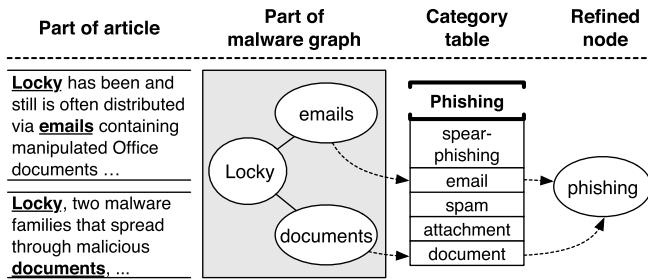 Part of article
Part of
malware graph
Category
table
Refined
node
Locky has been and
still is often distributed
via emails containing
manipulated Office
documents …
Locky, two malware
families that spread
through malicious
documents, ...
emails
Locky
documents
Phishing
spear-
phishing
email
spam
attachment
document
phishing